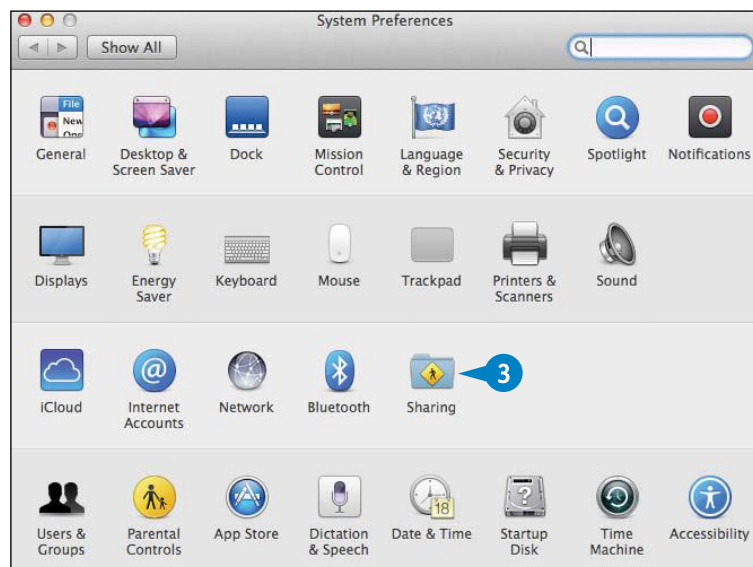 System Preferences
Show All
File
New
General
Desktop &
Screen Saver
Dock
Mission
Control
Language
& Region
Security
& Privacy
Spotlight
Notifications
Displays
Energy
Saver
Keyboard
Mouse
Trackpad
Printers &
Scanners
Sound
iCloud
@
Internet
Accounts
Network
Bluetooth
Sharing
3
Users &
Groups
Parental
Controls
App Store
Dictation
& Speech
18
Date & Time
?
Startup
Disk
Time
Machine
Accessibility